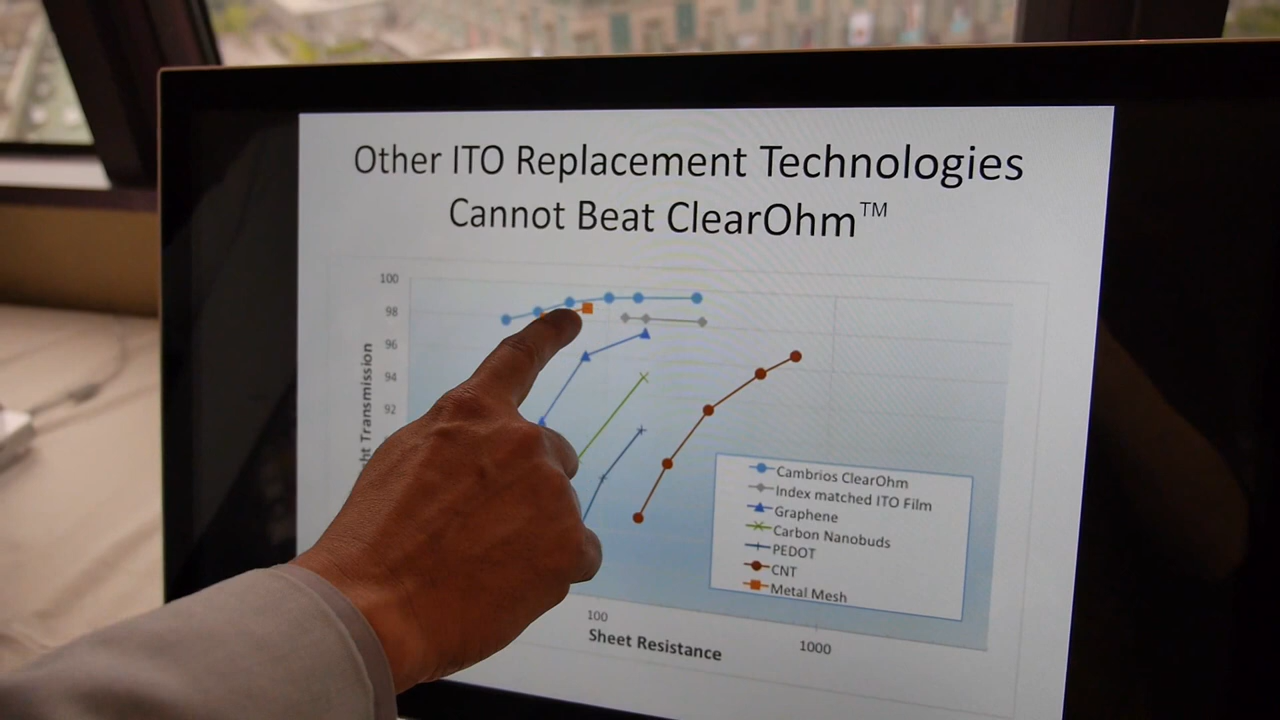 Other ITO Replacement Technologies
Cannot Beat ClearOhm™
100
98
96
94
92
Transmission
Cambrios ClearOhm
Index matched ITO Film
Graphene
Carbon Nanobuds
PEDOT
CNT
Metal Mesh
100
1000
Sheet Resistance